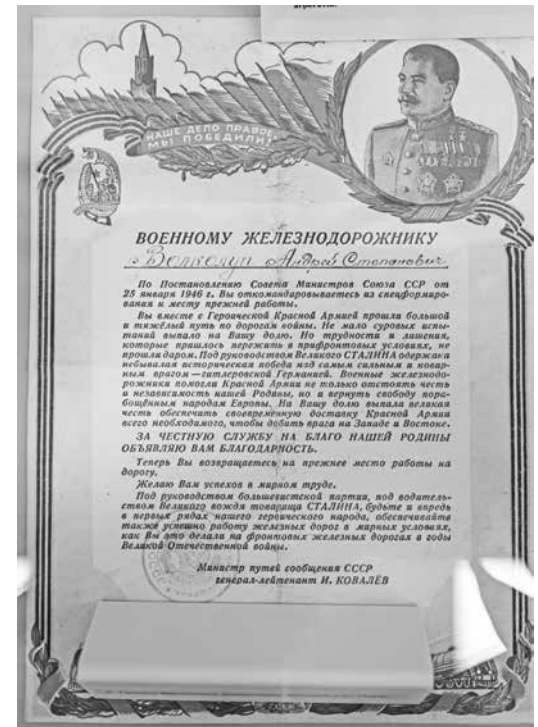 НАШЕ ДЕЛО ПРАВОЕ,
МЫ ПОБЕДИЛИ!
ВОЕННОМУ ЖЕЛЕЗНОДОРОЖНИКУ
Волколуп Андрей Степанович
По Постановлению Совета Министров Союза ССР от
25 января 1946 г. Вы откомандировываетесь из спецформиро-
вания к месту прежней работы.
Вы вместе с Героической Красной Армией прошли большой
и тяжёлый путь по дорогам войны. Не мало суровых испы-
таний выпало на Вашу долю. Но трудности и лишения,
которые пришлось пережить в прифронтовых условиях, не
прошли даром. Под руководством Великого СТАЛИНА одержана
небывалая историческая победа над самым сильным и ковар-
ным врагом — гитлеровской Германией. Военные железнодо-
рожники помогли Красной Армии не только отстоять честь
и независимость нашей Родины, но и вернуть свободу пора-
бощённым народам Европы. На Вашу долю выпала великая
честь обеспечить своевременную доставку Красной Армии
всего необходимого, чтобы добить врага на Западе и Востоке.
ЗА ЧЕСТНУЮ СЛУЖБУ НА БЛАГО НАШЕЙ РОДИНЫ
ОБЪЯВЛЯЮ ВАМ БЛАГОДАРНОСТЬ.
Теперь Вы возвращаетесь на прежнее место работы на
дорогу.
Желаю Вам успехов в мирном труде.
Под руководством большевистской партии, под водитель-
ством Великого вождя товарища СТАЛИНА, будьте и впредь
в первых рядах нашего героического народа, обеспечивайте
также успешно работу железных дорог в мирных условиях,
как Вы это делали на фронтовых железных дорогах в годы
Великой Отечественной войны.
Министр путей сообщения СССР
генерал-лейтенант И. КОВАЛЁВ